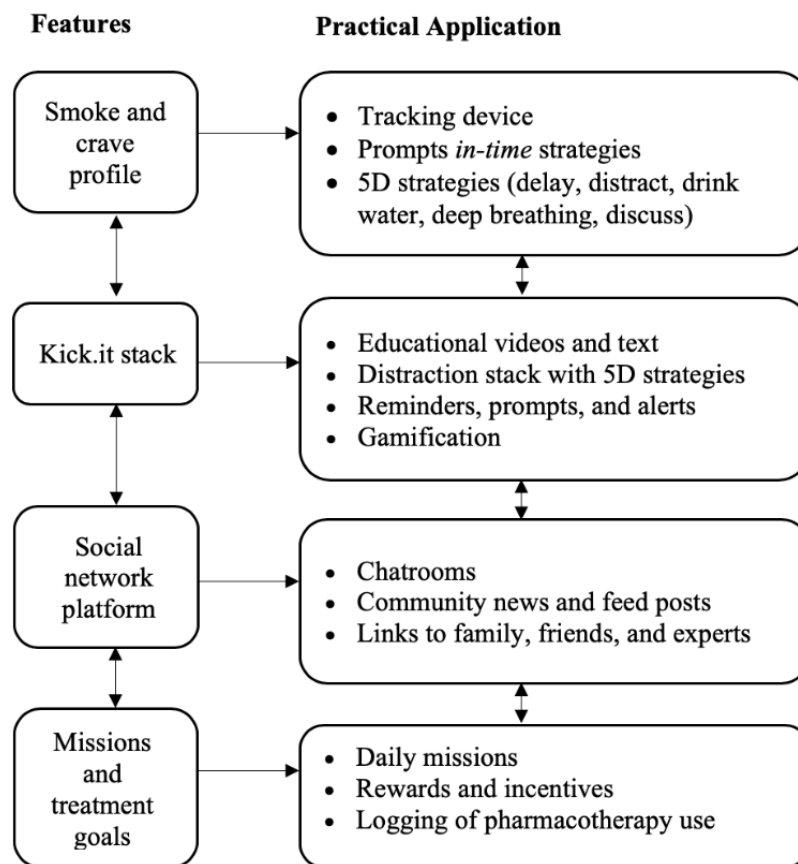 Features
Practical Application
Smoke and
crave
profile
• Tracking device
• Prompts in-time strategies
• 5D strategies (delay, distract, drink
water, deep breathing, discuss)
Kick.it stack
• Educational videos and text
• Distraction stack with 5D strategies
• Reminders, prompts, and alerts
• Gamification
Social
network
platform
• Chatrooms
• Community news and feed posts
• Links to family, friends, and experts
Missions
and
treatment
goals
• Daily missions
• Rewards and incentives
• Logging of pharmacotherapy use